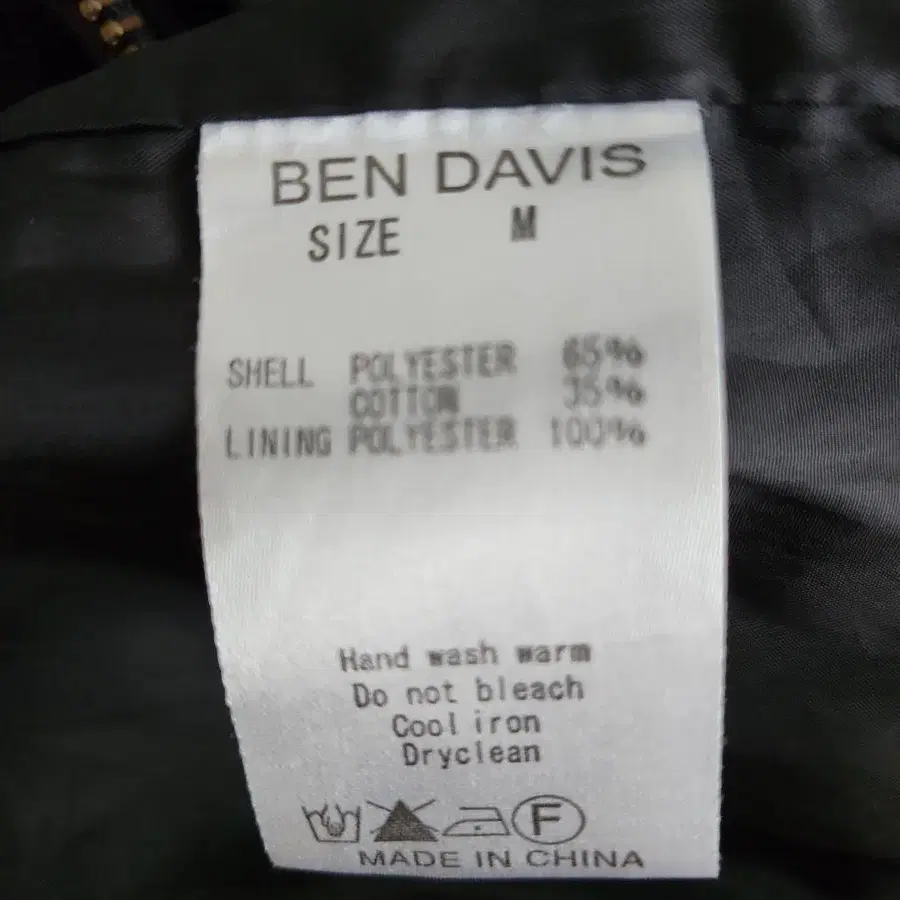 BEN DAVIS
SIZE M
SHELL POLYESTER 65%
COTTON 35%
LINING POLYESTER 100%
Hand wash warm
Do not bleach
Cool iron
Dryclean
F
MADE IN CHINA